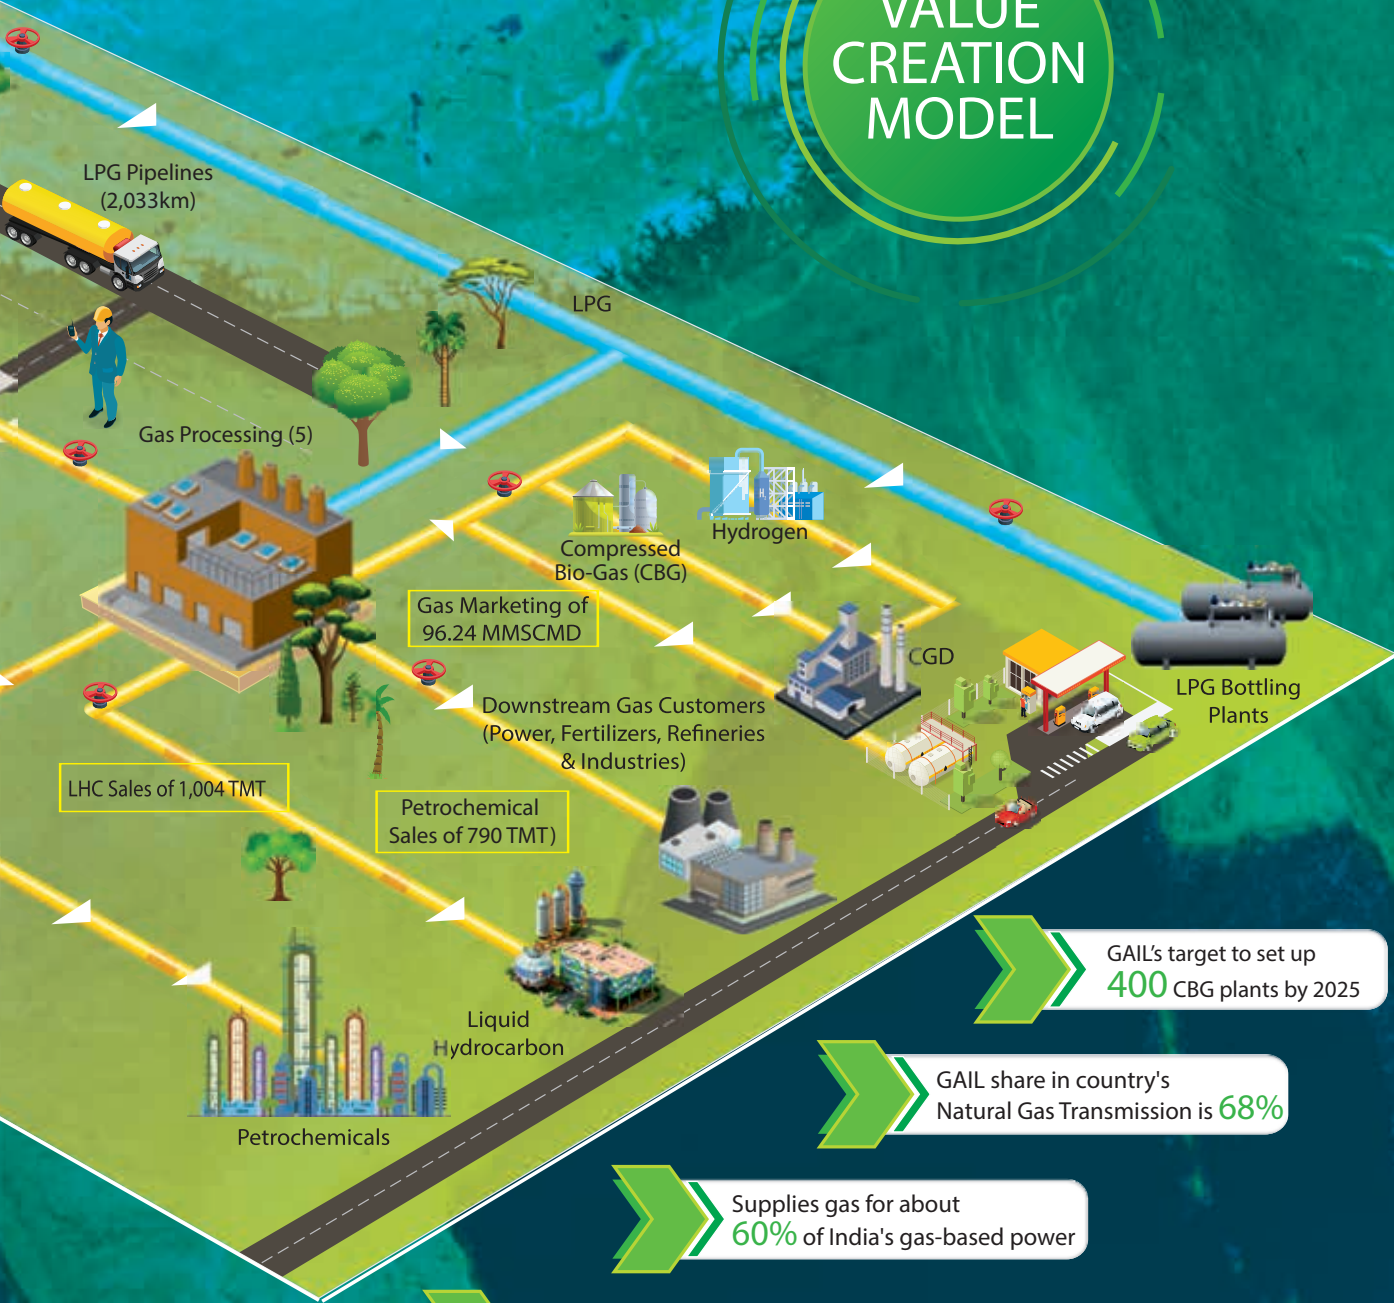 VALUE
CREATION
MODEL
LPG Pipelines
(2,033km)
LPG
Gas Processing (5)
Hydrogen
Compressed
Bio-Gas (CBG)
Gas Marketing of
96.24 MMSCMD
CGD
LPG Bottling
Plants
Downstream Gas Customers
(Power, Fertilizers, Refineries
& Industries)
LHC Sales of 1,004 TMT
Petrochemical
Sales of 790 TMT)
Liquid
Hydrocarbon
Petrochemicals
GAIL's target to set up
400 CBG plants by 2025
GAIL share in country's
Natural Gas Transmission is 68%
Supplies gas for about
60% of India's gas-based power